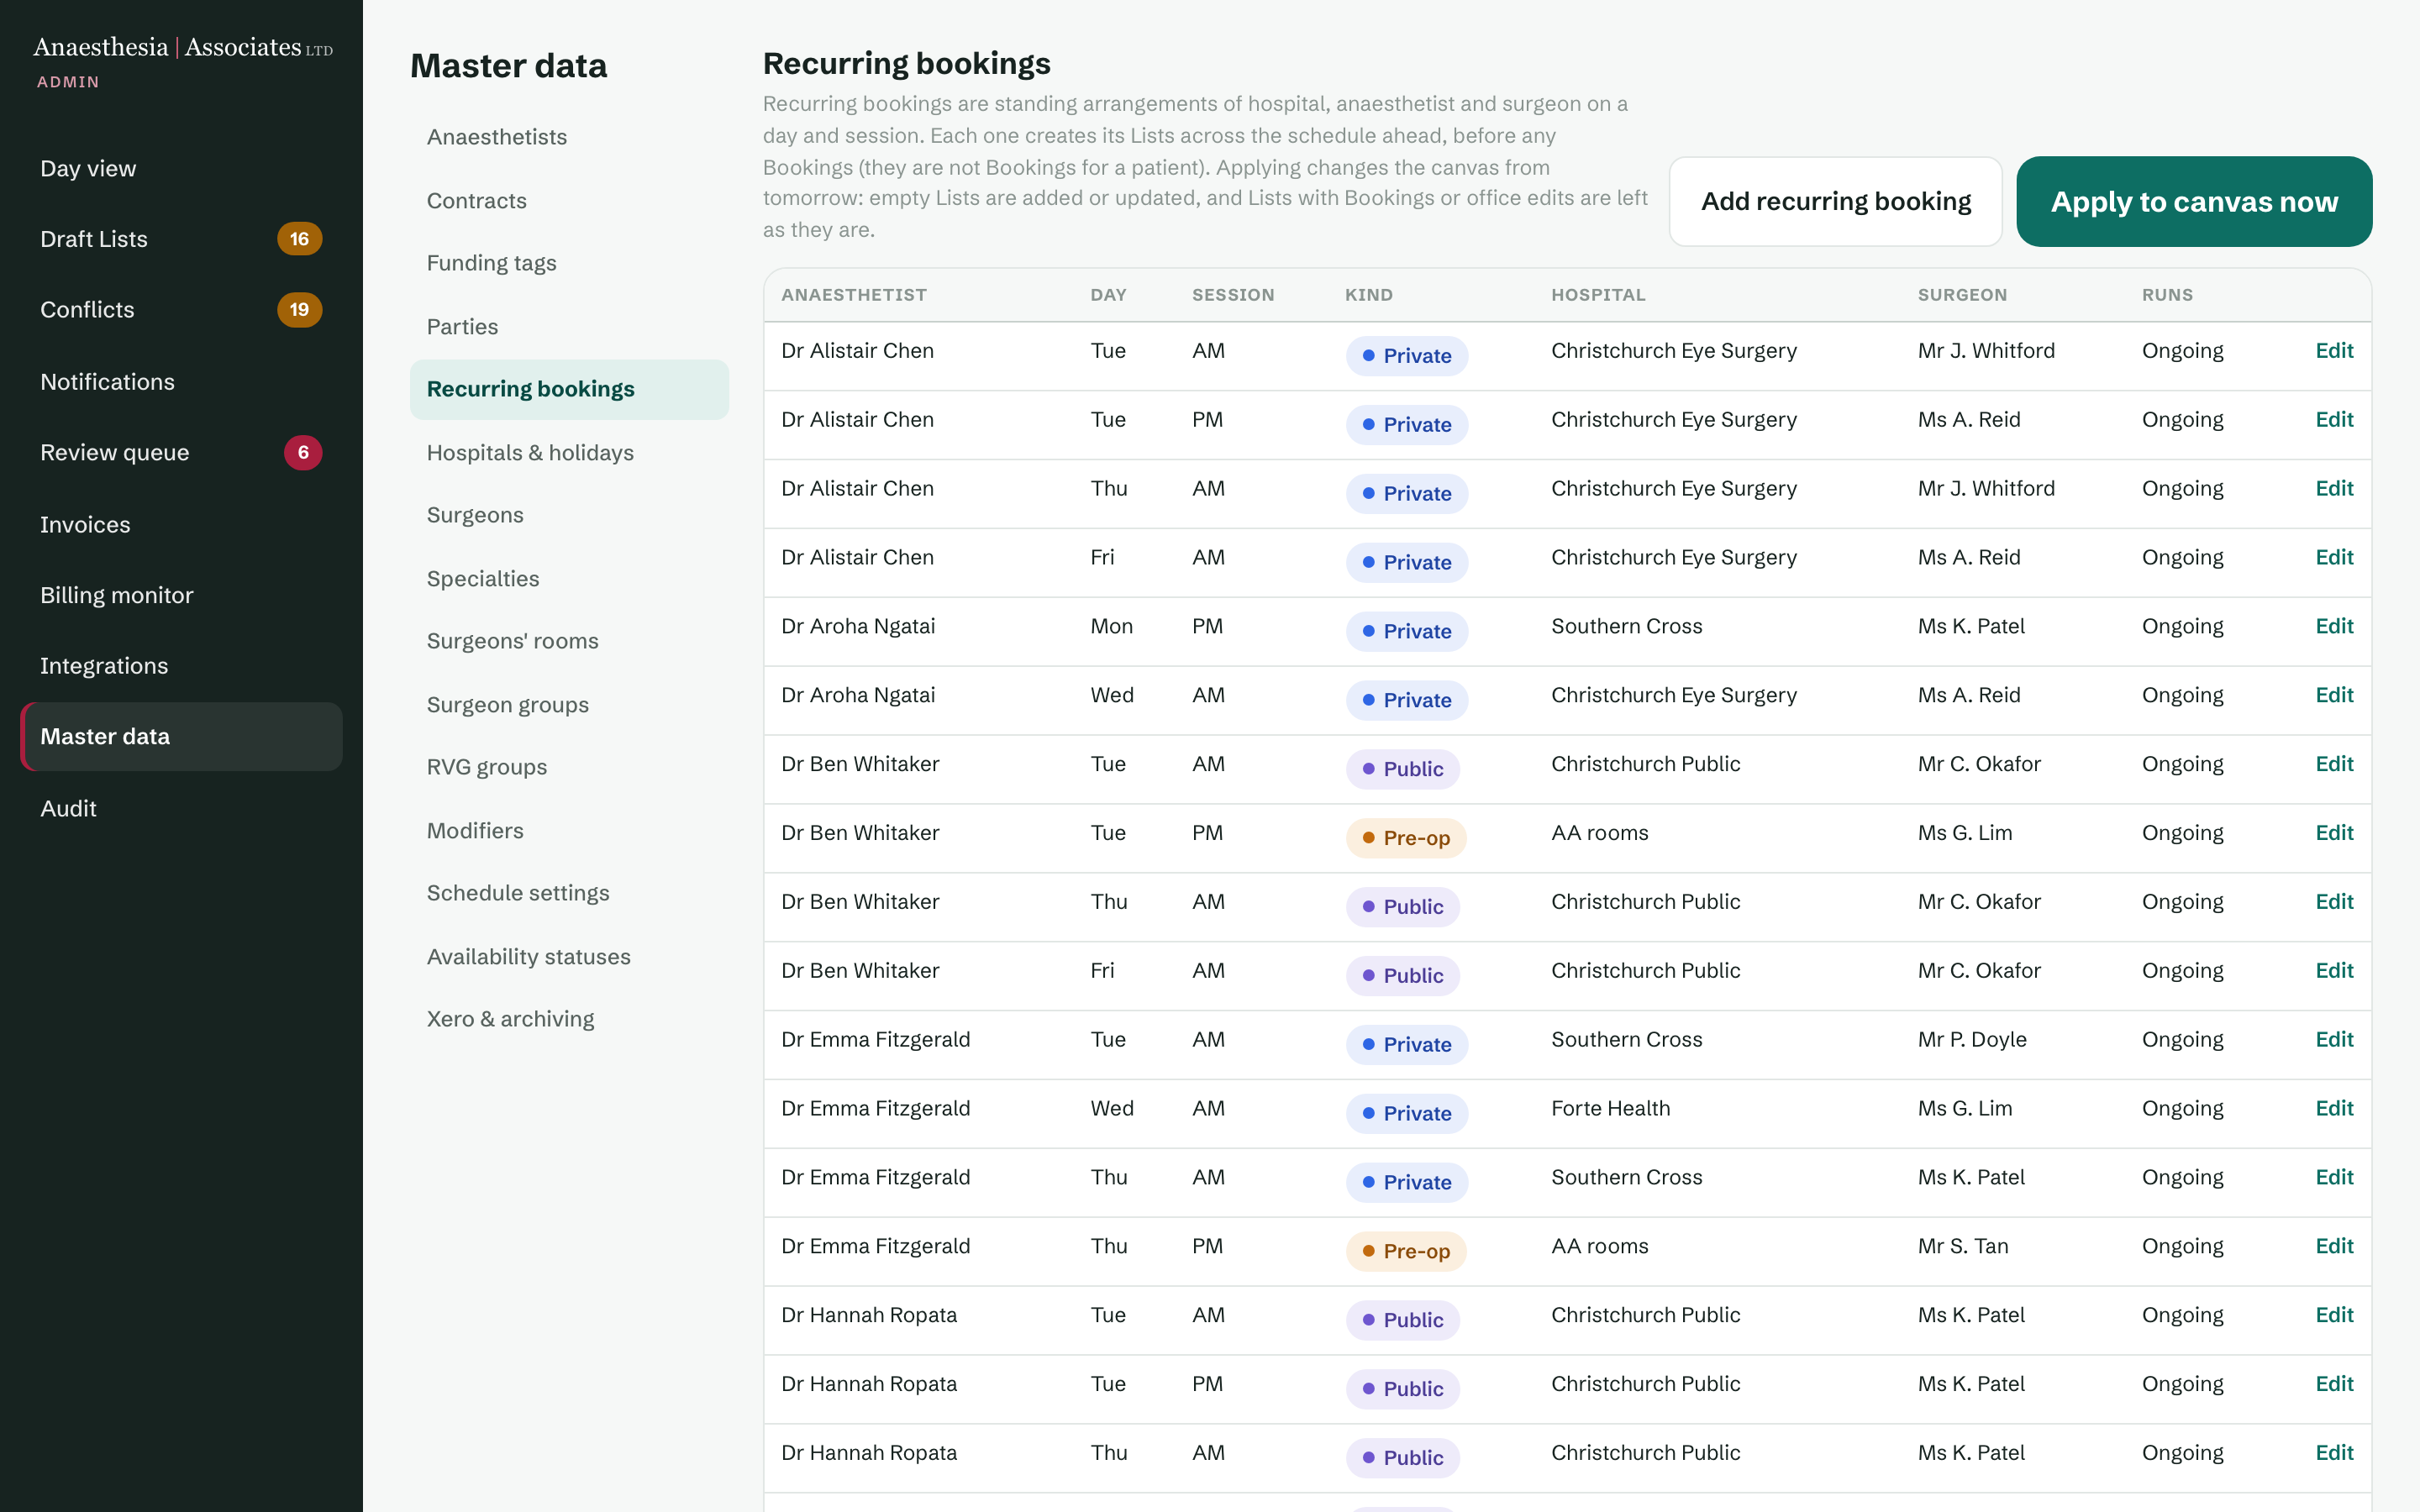 Anaesthesia | Associates LTD
ADMIN
Day view
Draft Lists 16
Conflicts 19
Notifications
Review queue 6
Invoices
Billing monitor
Integrations
Master data
Audit
Master data
Anaesthetists
Contracts
Funding tags
Parties
Recurring bookings
Hospitals & holidays
Surgeons
Specialties
Surgeons' rooms
Surgeon groups
RVG groups
Modifiers
Schedule settings
Availability statuses
Xero & archiving
Recurring bookings
Recurring bookings are standing arrangements of hospital, anaesthetist and surgeon on a
day and session. Each one creates its Lists across the schedule ahead, before any
Bookings (they are not Bookings for a patient). Applying changes the canvas from
tomorrow: empty Lists are added or updated, and Lists with Bookings or office edits are left
as they are.
Add recurring booking
Apply to canvas now
ANAESTHETIST DAY SESSION KIND HOSPITAL SURGEON RUNS
Dr Alistair Chen Tue AM Private Christchurch Eye Surgery Mr J. Whitford Ongoing Edit
Dr Alistair Chen Tue PM Private Christchurch Eye Surgery Ms A. Reid Ongoing Edit
Dr Alistair Chen Thu AM Private Christchurch Eye Surgery Mr J. Whitford Ongoing Edit
Dr Alistair Chen Fri AM Private Christchurch Eye Surgery Ms A. Reid Ongoing Edit
Dr Aroha Ngatai Mon PM Private Southern Cross Ms K. Patel Ongoing Edit
Dr Aroha Ngatai Wed AM Private Christchurch Eye Surgery Ms A. Reid Ongoing Edit
Dr Ben Whitaker Tue AM Public Christchurch Public Mr C. Okafor Ongoing Edit
Dr Ben Whitaker Tue PM Pre-op AA rooms Ms G. Lim Ongoing Edit
Dr Ben Whitaker Thu AM Public Christchurch Public Mr C. Okafor Ongoing Edit
Dr Ben Whitaker Fri AM Public Christchurch Public Mr C. Okafor Ongoing Edit
Dr Emma Fitzgerald Tue AM Private Southern Cross Mr P. Doyle Ongoing Edit
Dr Emma Fitzgerald Wed AM Private Forte Health Ms G. Lim Ongoing Edit
Dr Emma Fitzgerald Thu AM Private Southern Cross Ms K. Patel Ongoing Edit
Dr Emma Fitzgerald Thu PM Pre-op AA rooms Mr S. Tan Ongoing Edit
Dr Hannah Ropata Tue AM Public Christchurch Public Ms K. Patel Ongoing Edit
Dr Hannah Ropata Tue PM Public Christchurch Public Ms K. Patel Ongoing Edit
Dr Hannah Ropata Thu AM Public Christchurch Public Ms K. Patel Ongoing Edit